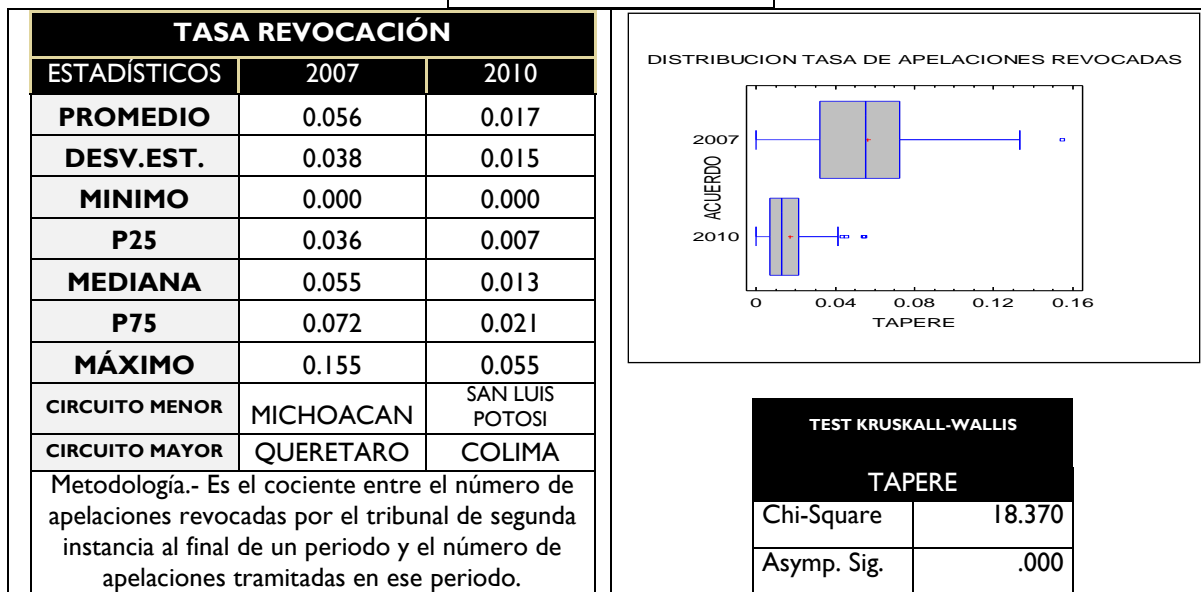 TASA REVOCACIÓN
ESTADÍSTICOS 2007 2010
PROMEDIO 0.056 0.017
DESV.EST. 0.038 0.015
MINIMO 0.000 0.000
P25 0.036 0.007
MEDIANA 0.055 0.013
P75 0.072 0.021
MÁXIMO 0.155 0.055
CIRCUITO MENOR MICHOACAN SAN LUIS
POTOSI
CIRCUITO MAYOR QUERETARO COLIMA
Metodología.- Es el cociente entre el número de
apelaciones revocadas por el tribunal de segunda
instancia al final de un periodo y el número de
apelaciones tramitadas en ese periodo.
DISTRIBUCION TASA DE APELACIONES REVOCADAS
2007
ACUERDO
2010
0 0.04 0.08 0.12 0.16
TAPERE
TEST KRUSKALL-WALLIS
TAPERE
Chi-Square 18.370
Asymp. Sig. .000